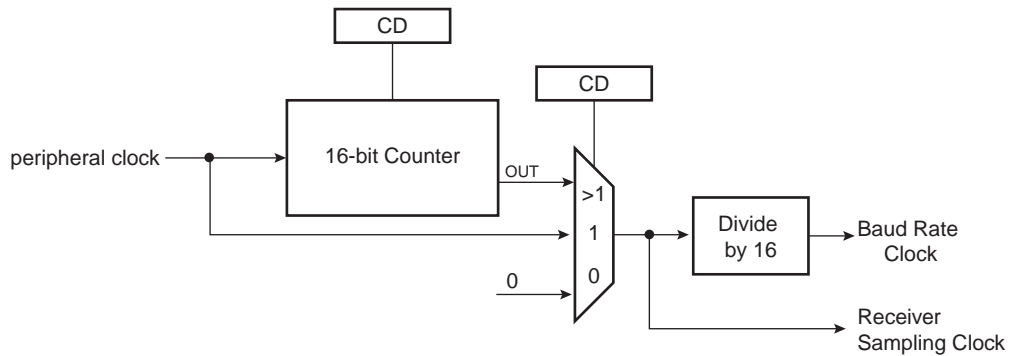 CD
CD
peripheral clock
16-bit Counter
OUT
>1
1
0
0
Divide
by 16
Baud Rate
Clock
Receiver
Sampling Clock